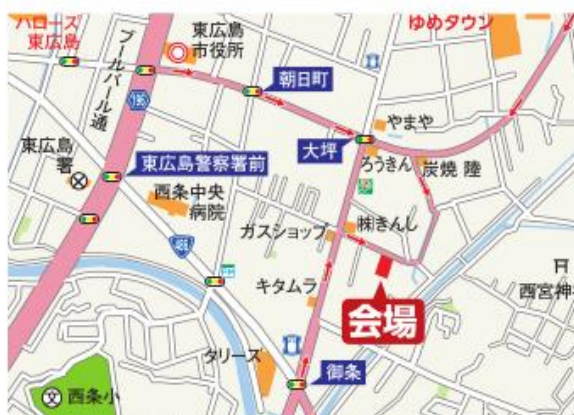 ハローズ
東広島
ブールバール通
東広島
市役所
ゆめタウン
195
朝日町
やまや
大坪
ろうきん
炭焼 陸
東広島
署
東広島警察署前
西条中央
病院
486
ガスショップ
㈱きんし
キタムラ
会場
西宮神
タリーズ
御条
文
西条小